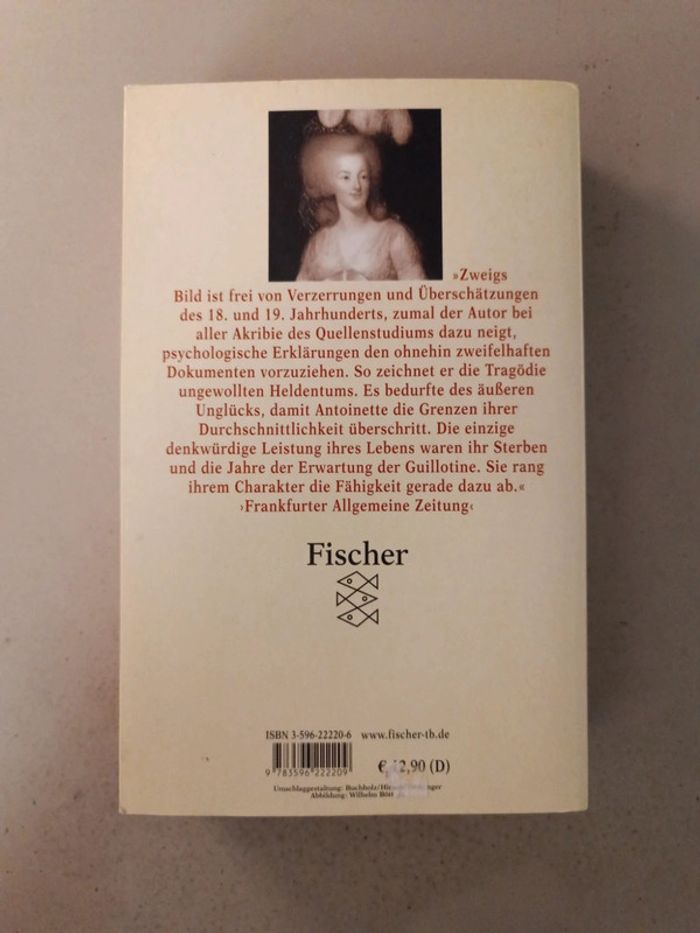 »Zweigs
Bild ist frei von Verzerrungen und Überschätzungen
des 18. und 19. Jahrhunderts, zumal der Autor bei
aller Akribie des Quellenstudiums dazu neigt,
psychologische Erklärungen den ohnehin zweifelhaften
Dokumenten vorzuziehen. So zeichnet er die Tragödie
ungewollten Heldentums. Es bedurfte des äußeren
Unglücks, damit Antoinette die Grenzen ihrer
Durchschnittlichkeit überschritt. Die einzige
denkwürdige Leistung ihres Lebens waren ihr Sterben
und die Jahre der Erwartung der Guillotine. Sie rang
ihrem Charakter die Fähigkeit gerade dazu ab.«
›Frankfurter Allgemeine Zeitung‹
Fischer
ISBN 3-596-22220-6 www.fischer-tb.de
9 783596 222209
€ 12,90 (D)
Umschlaggestaltung: Buchholz/
Abbildung: Wilhelm